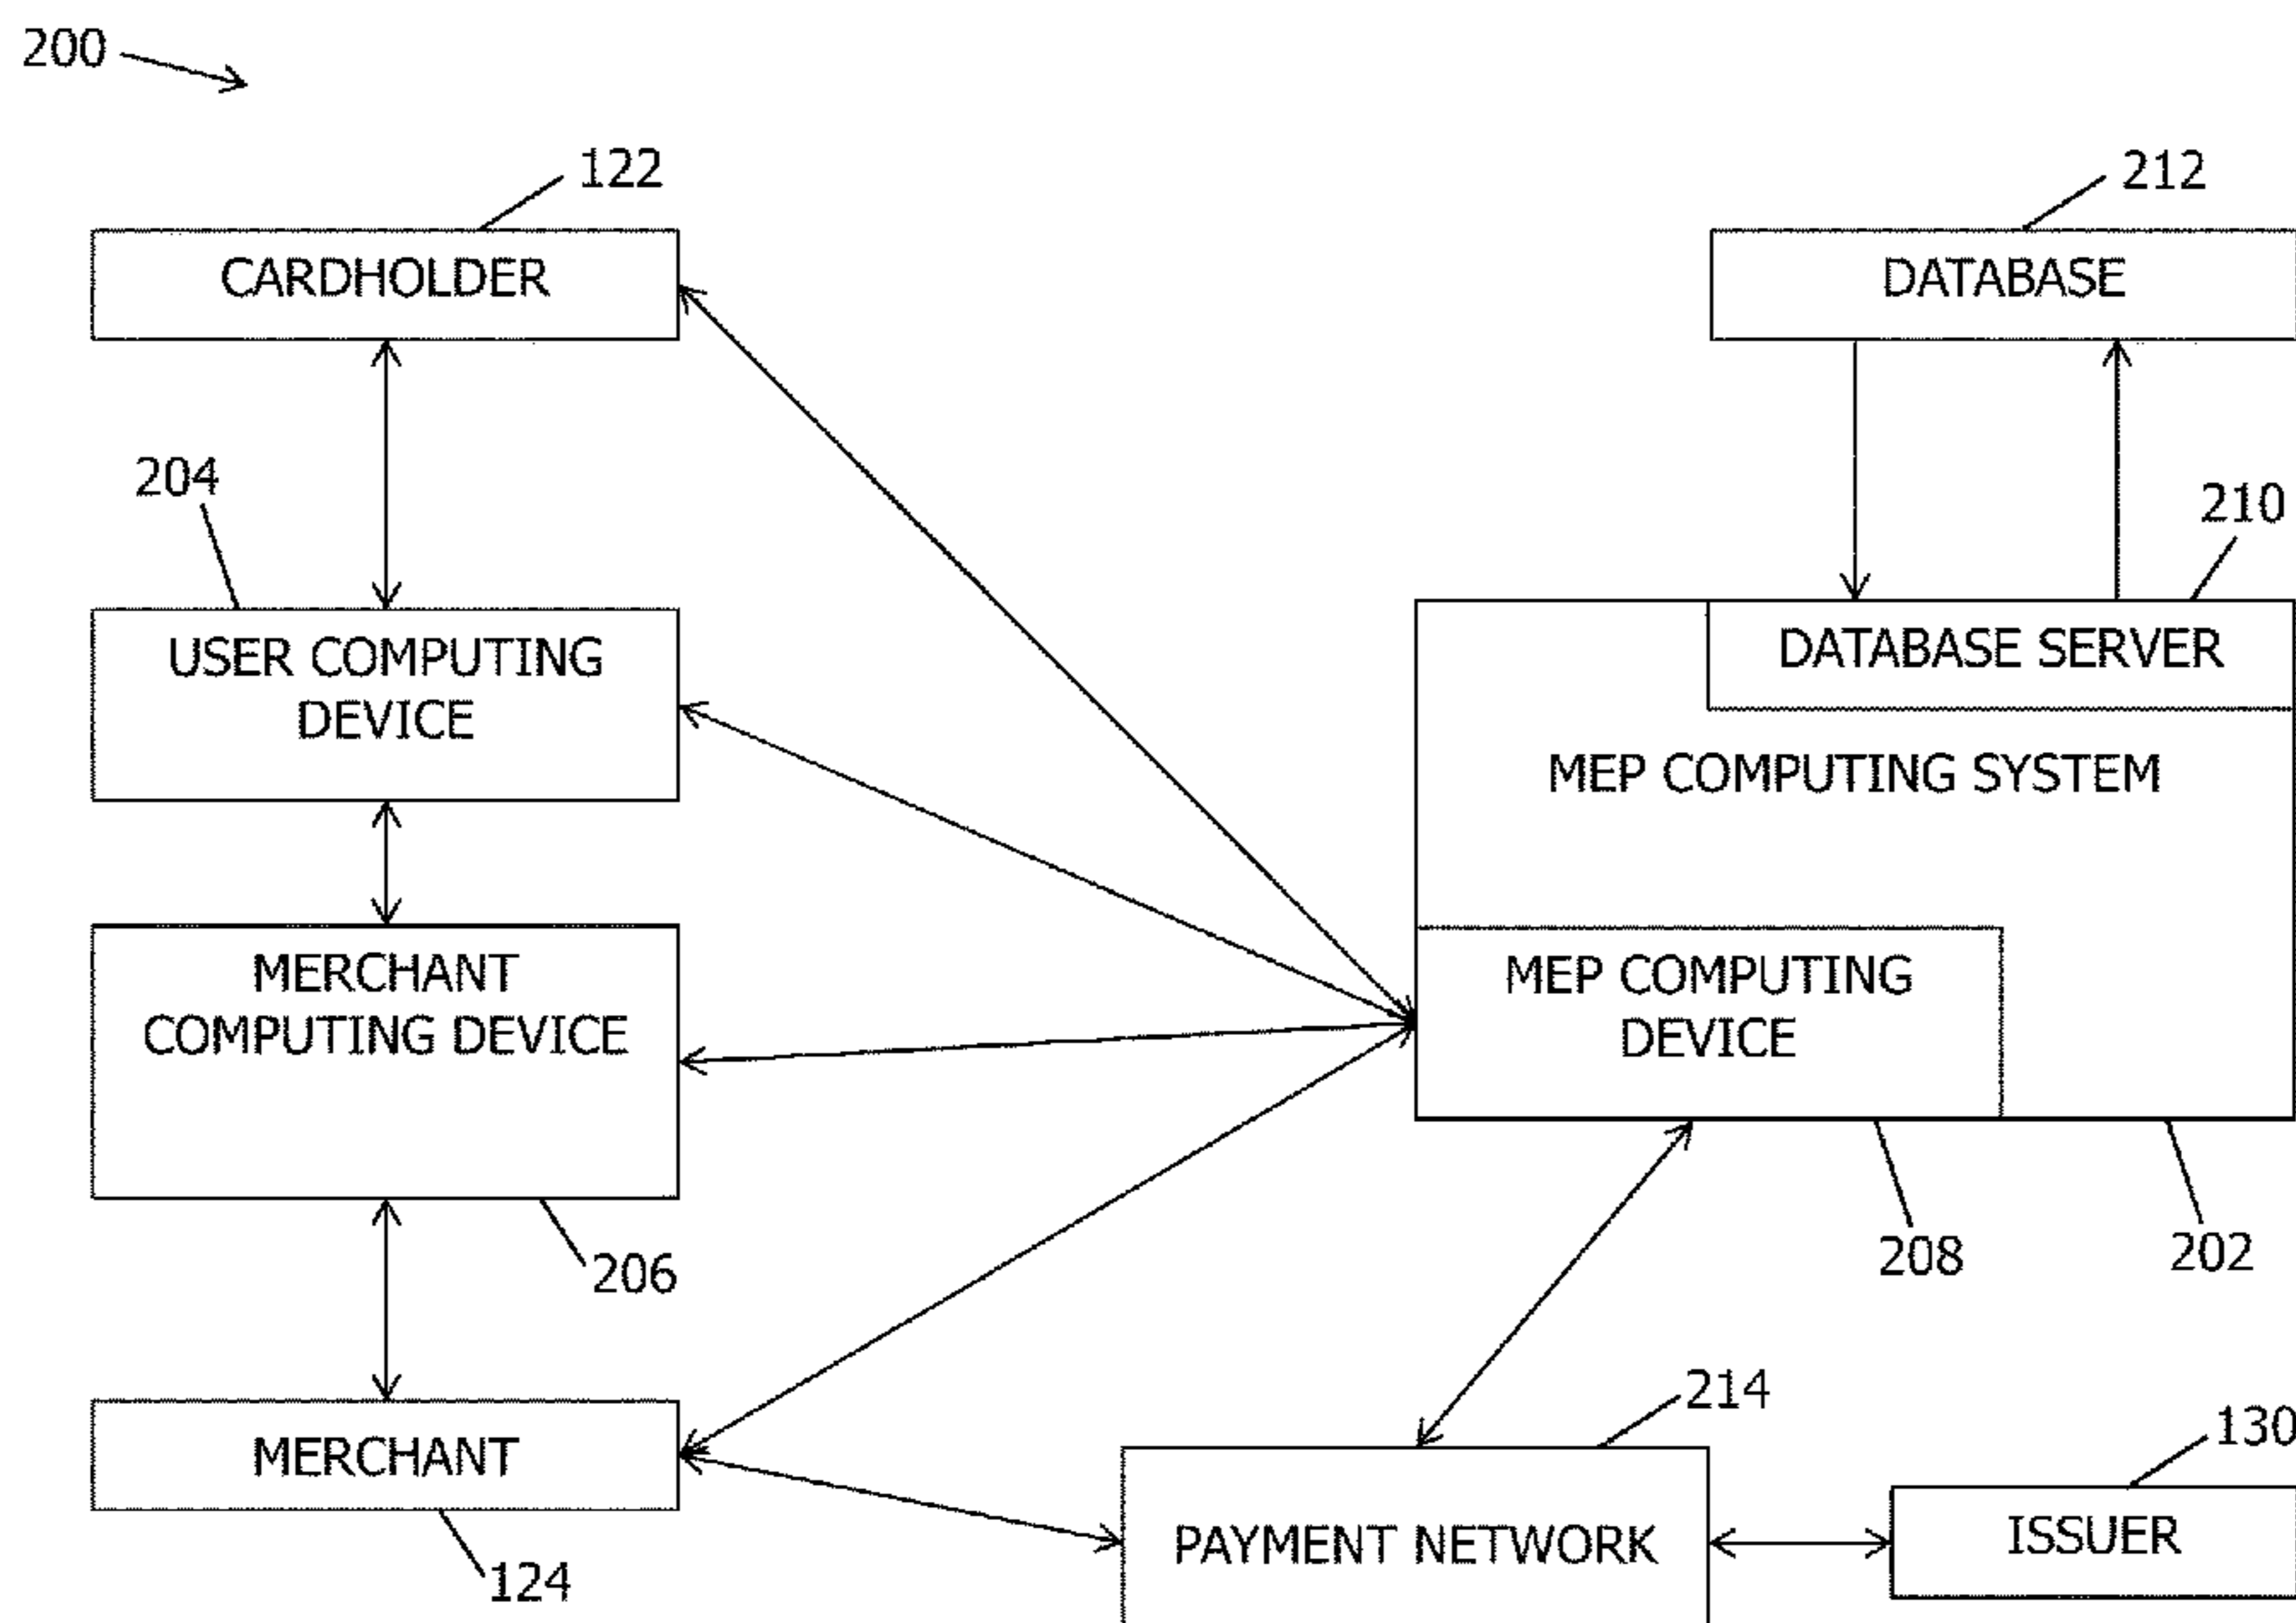 200
122
212
CARDHOLDER
DATABASE
204
210
USER COMPUTING
DEVICE
DATABASE SERVER
MEP COMPUTING SYSTEM
MERCHANT
COMPUTING DEVICE
MEP COMPUTING
DEVICE
206
208
202
214
130
MERCHANT
PAYMENT NETWORK
ISSUER
124